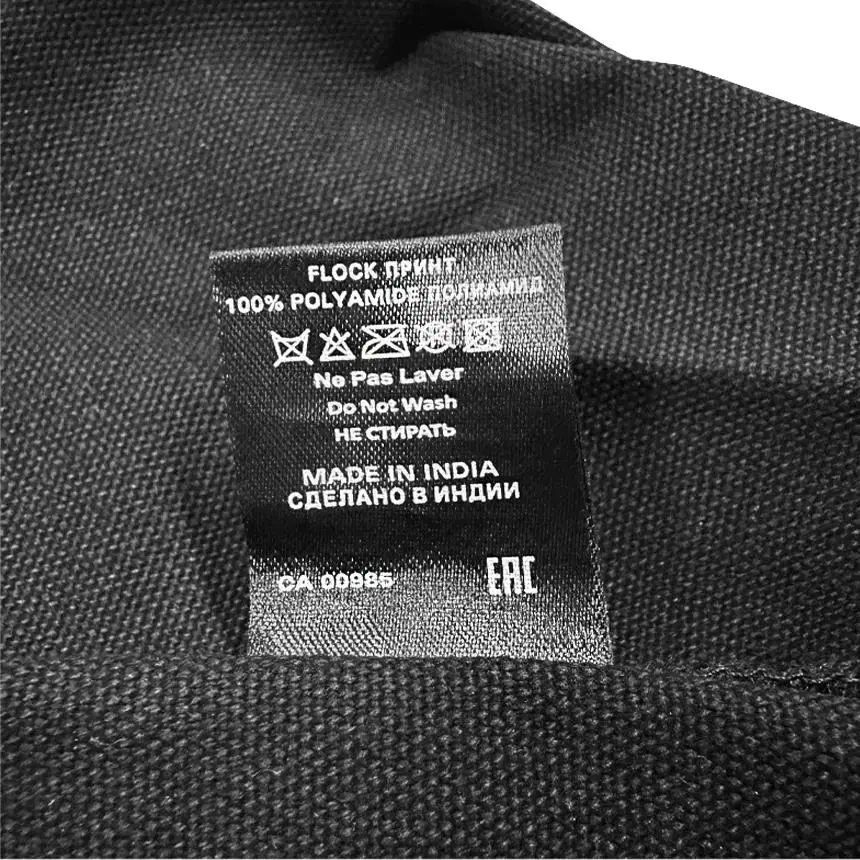 FLOCK ПРИНТ
100% POLYAMIDE ПОЛИАМИД
Ne Pas Laver
Do Not Wash
НЕ СТИРАТЬ
MADE IN INDIA
СДЕЛАНО В ИНДИИ
CA 00985
EAC